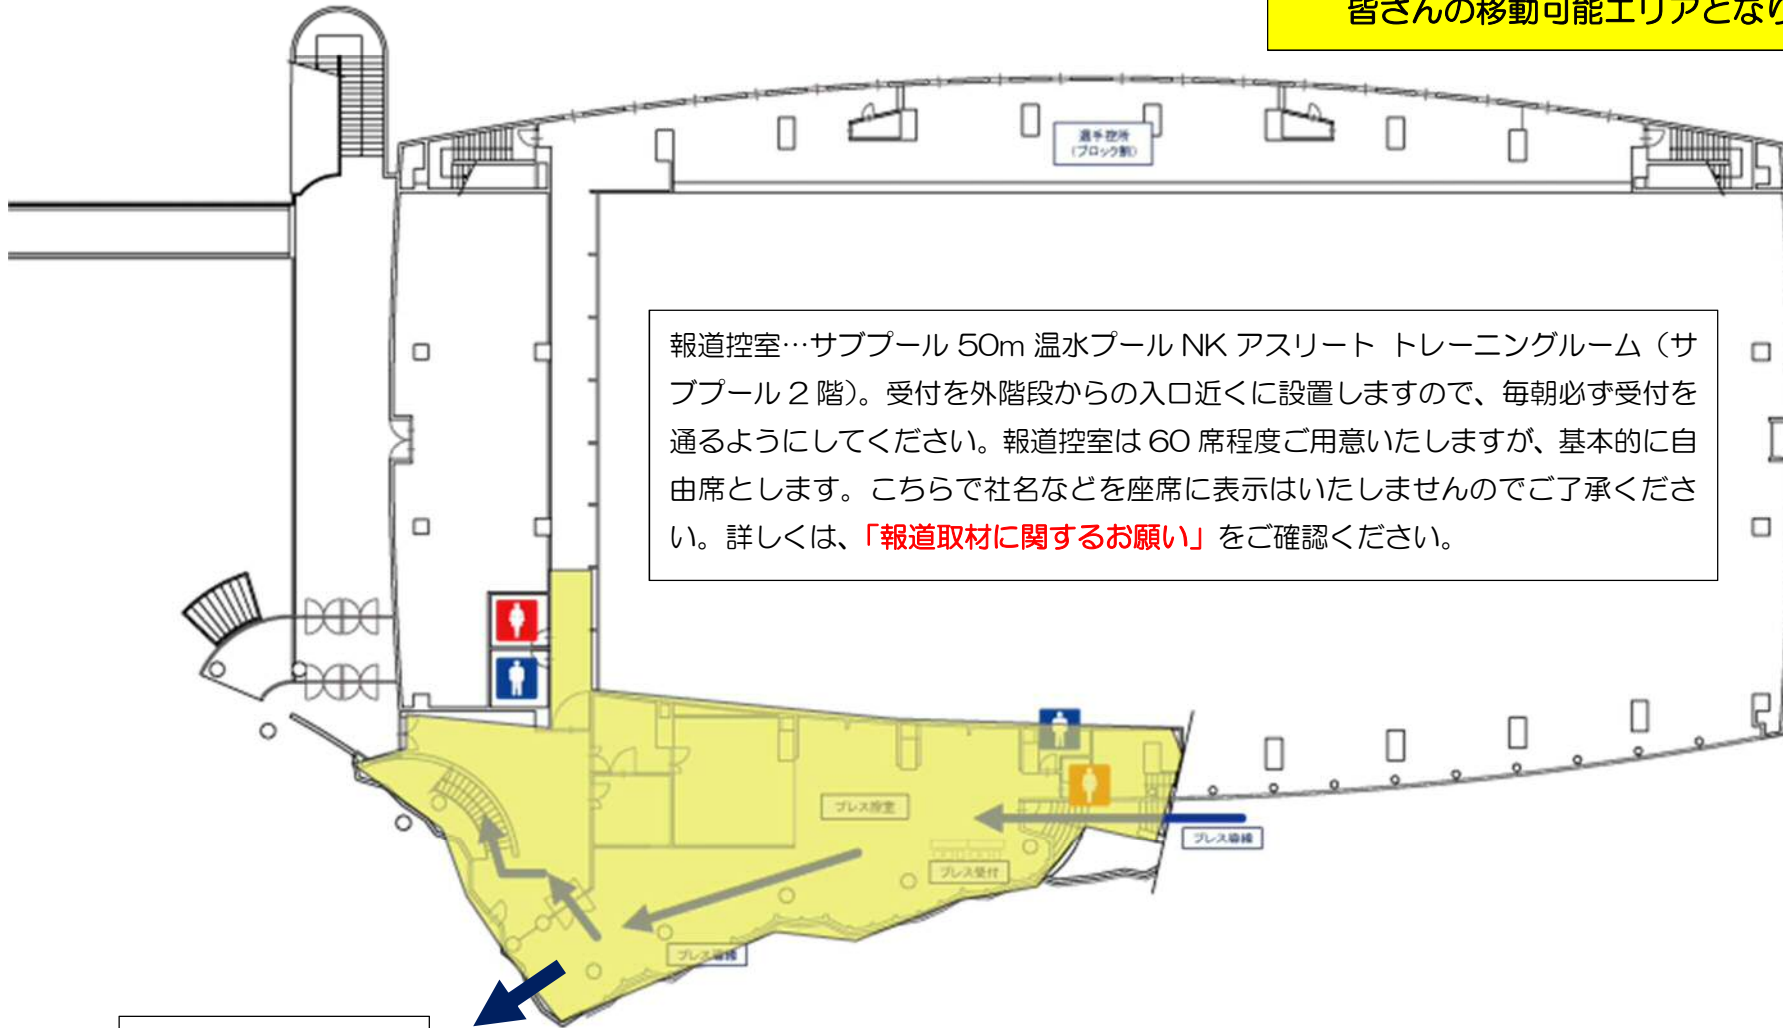 皆さんの移動可能エリアとなり
選手控所
(ブロック割)
報道控室…サブプール 50m 温水プール NK アスリート トレーニングルーム（サ
ブプール 2 階）。受付を外階段からの入口近くに設置しますので、毎朝必ず受付を
通るようにしてください。報道控室は 60 席程度ご用意いたしますが、基本的に自
由席とします。こちらで社名などを座席に表示はいたしませんのでご了承くださ
い。詳しくは、「報道取材に関するお願い」をご確認ください。
プレス控室
プレス導線
プレス受付
プレス導線